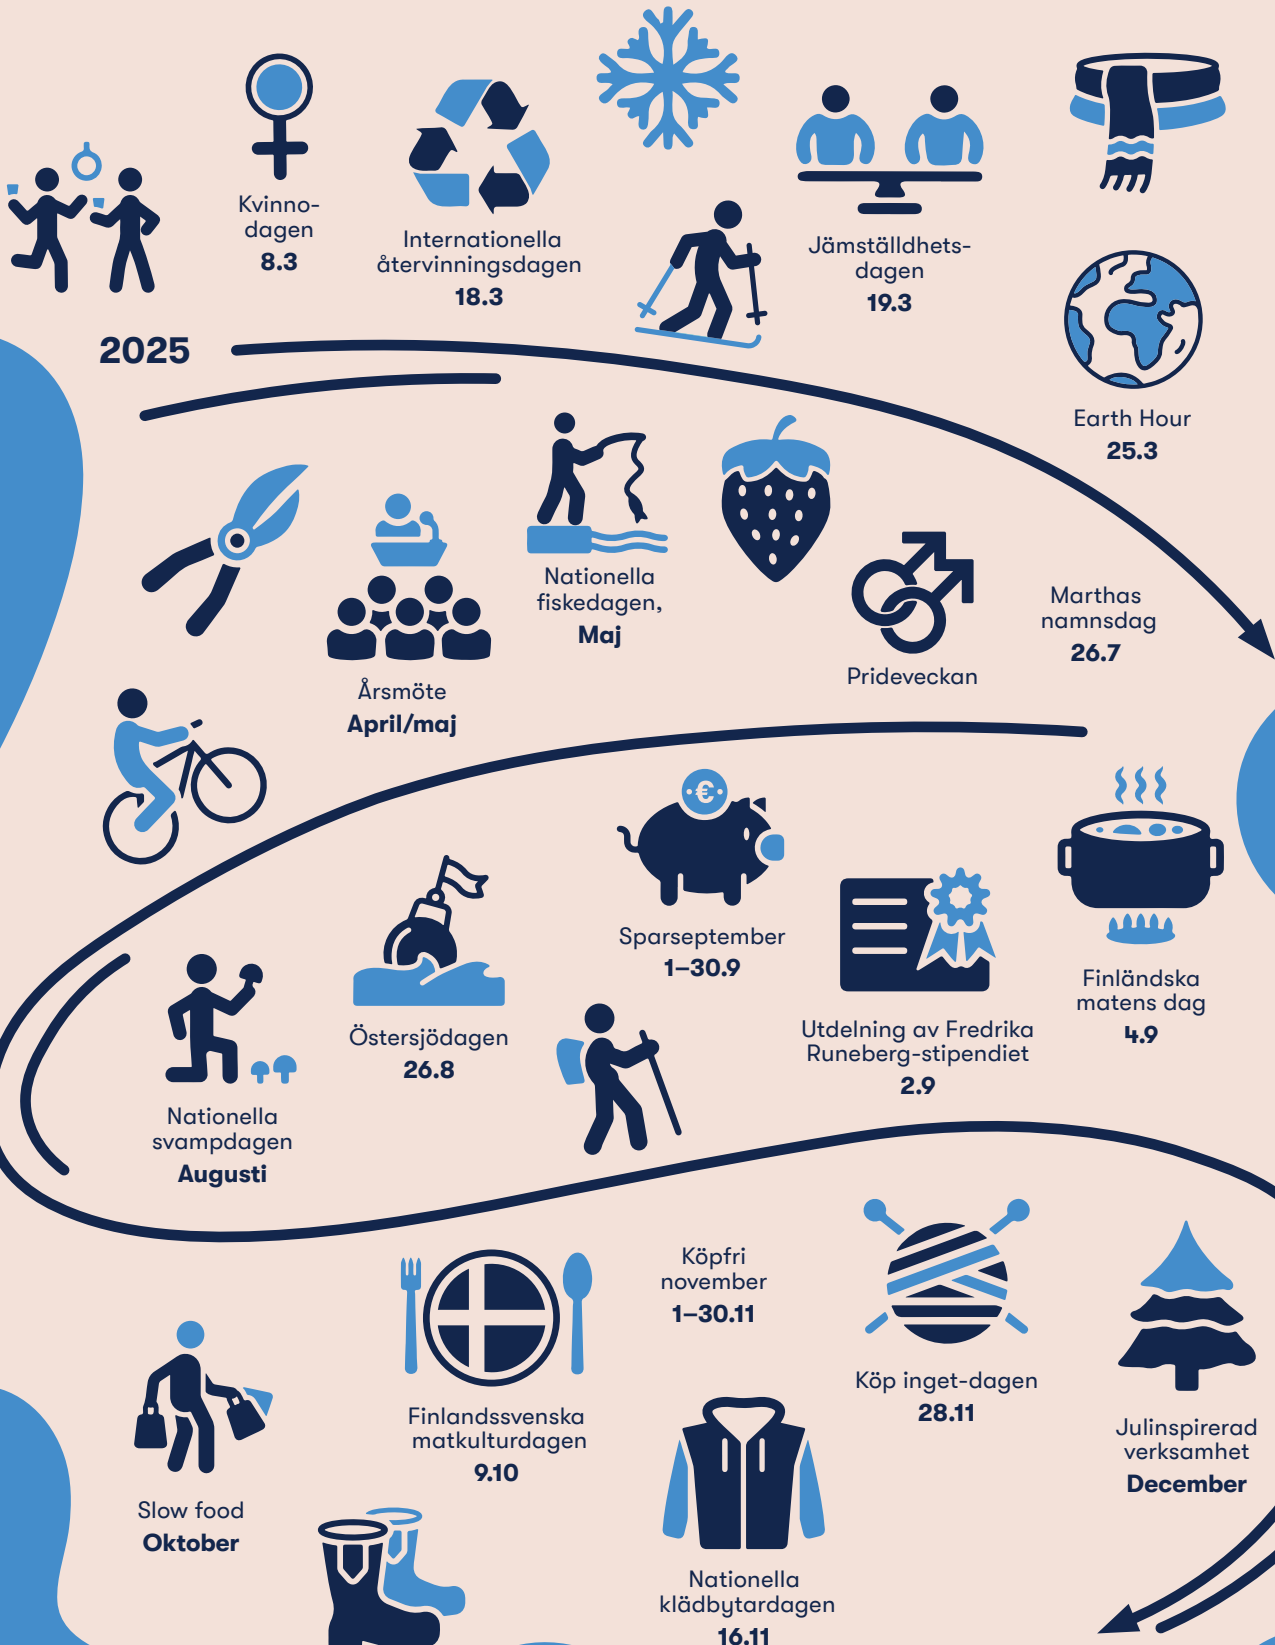 Kvinno-
dagen
8.3
Internationella
återvinningsdagen
18.3
Jämställdhets-
dagen
19.3
2025
Earth Hour
25.3
Årsmöte
April/maj
Nationella
fiskedagen,
Maj
Prideveckan
Marthas
namnsdag
26.7
€
Sparseptember
1–30.9
Utdelning av Fredrika
Runeberg-stipendiet
2.9
Finländska
matens dag
4.9
Östersjödagen
26.8
Nationella
svampdagen
Augusti
Slow food
Oktober
Finlandssvenska
matkulturdagen
9.10
Köpfri
november
1–30.11
Köp inget-dagen
28.11
Julinspirerad
verksamhet
December
Nationella
klädbytardagen
16.11